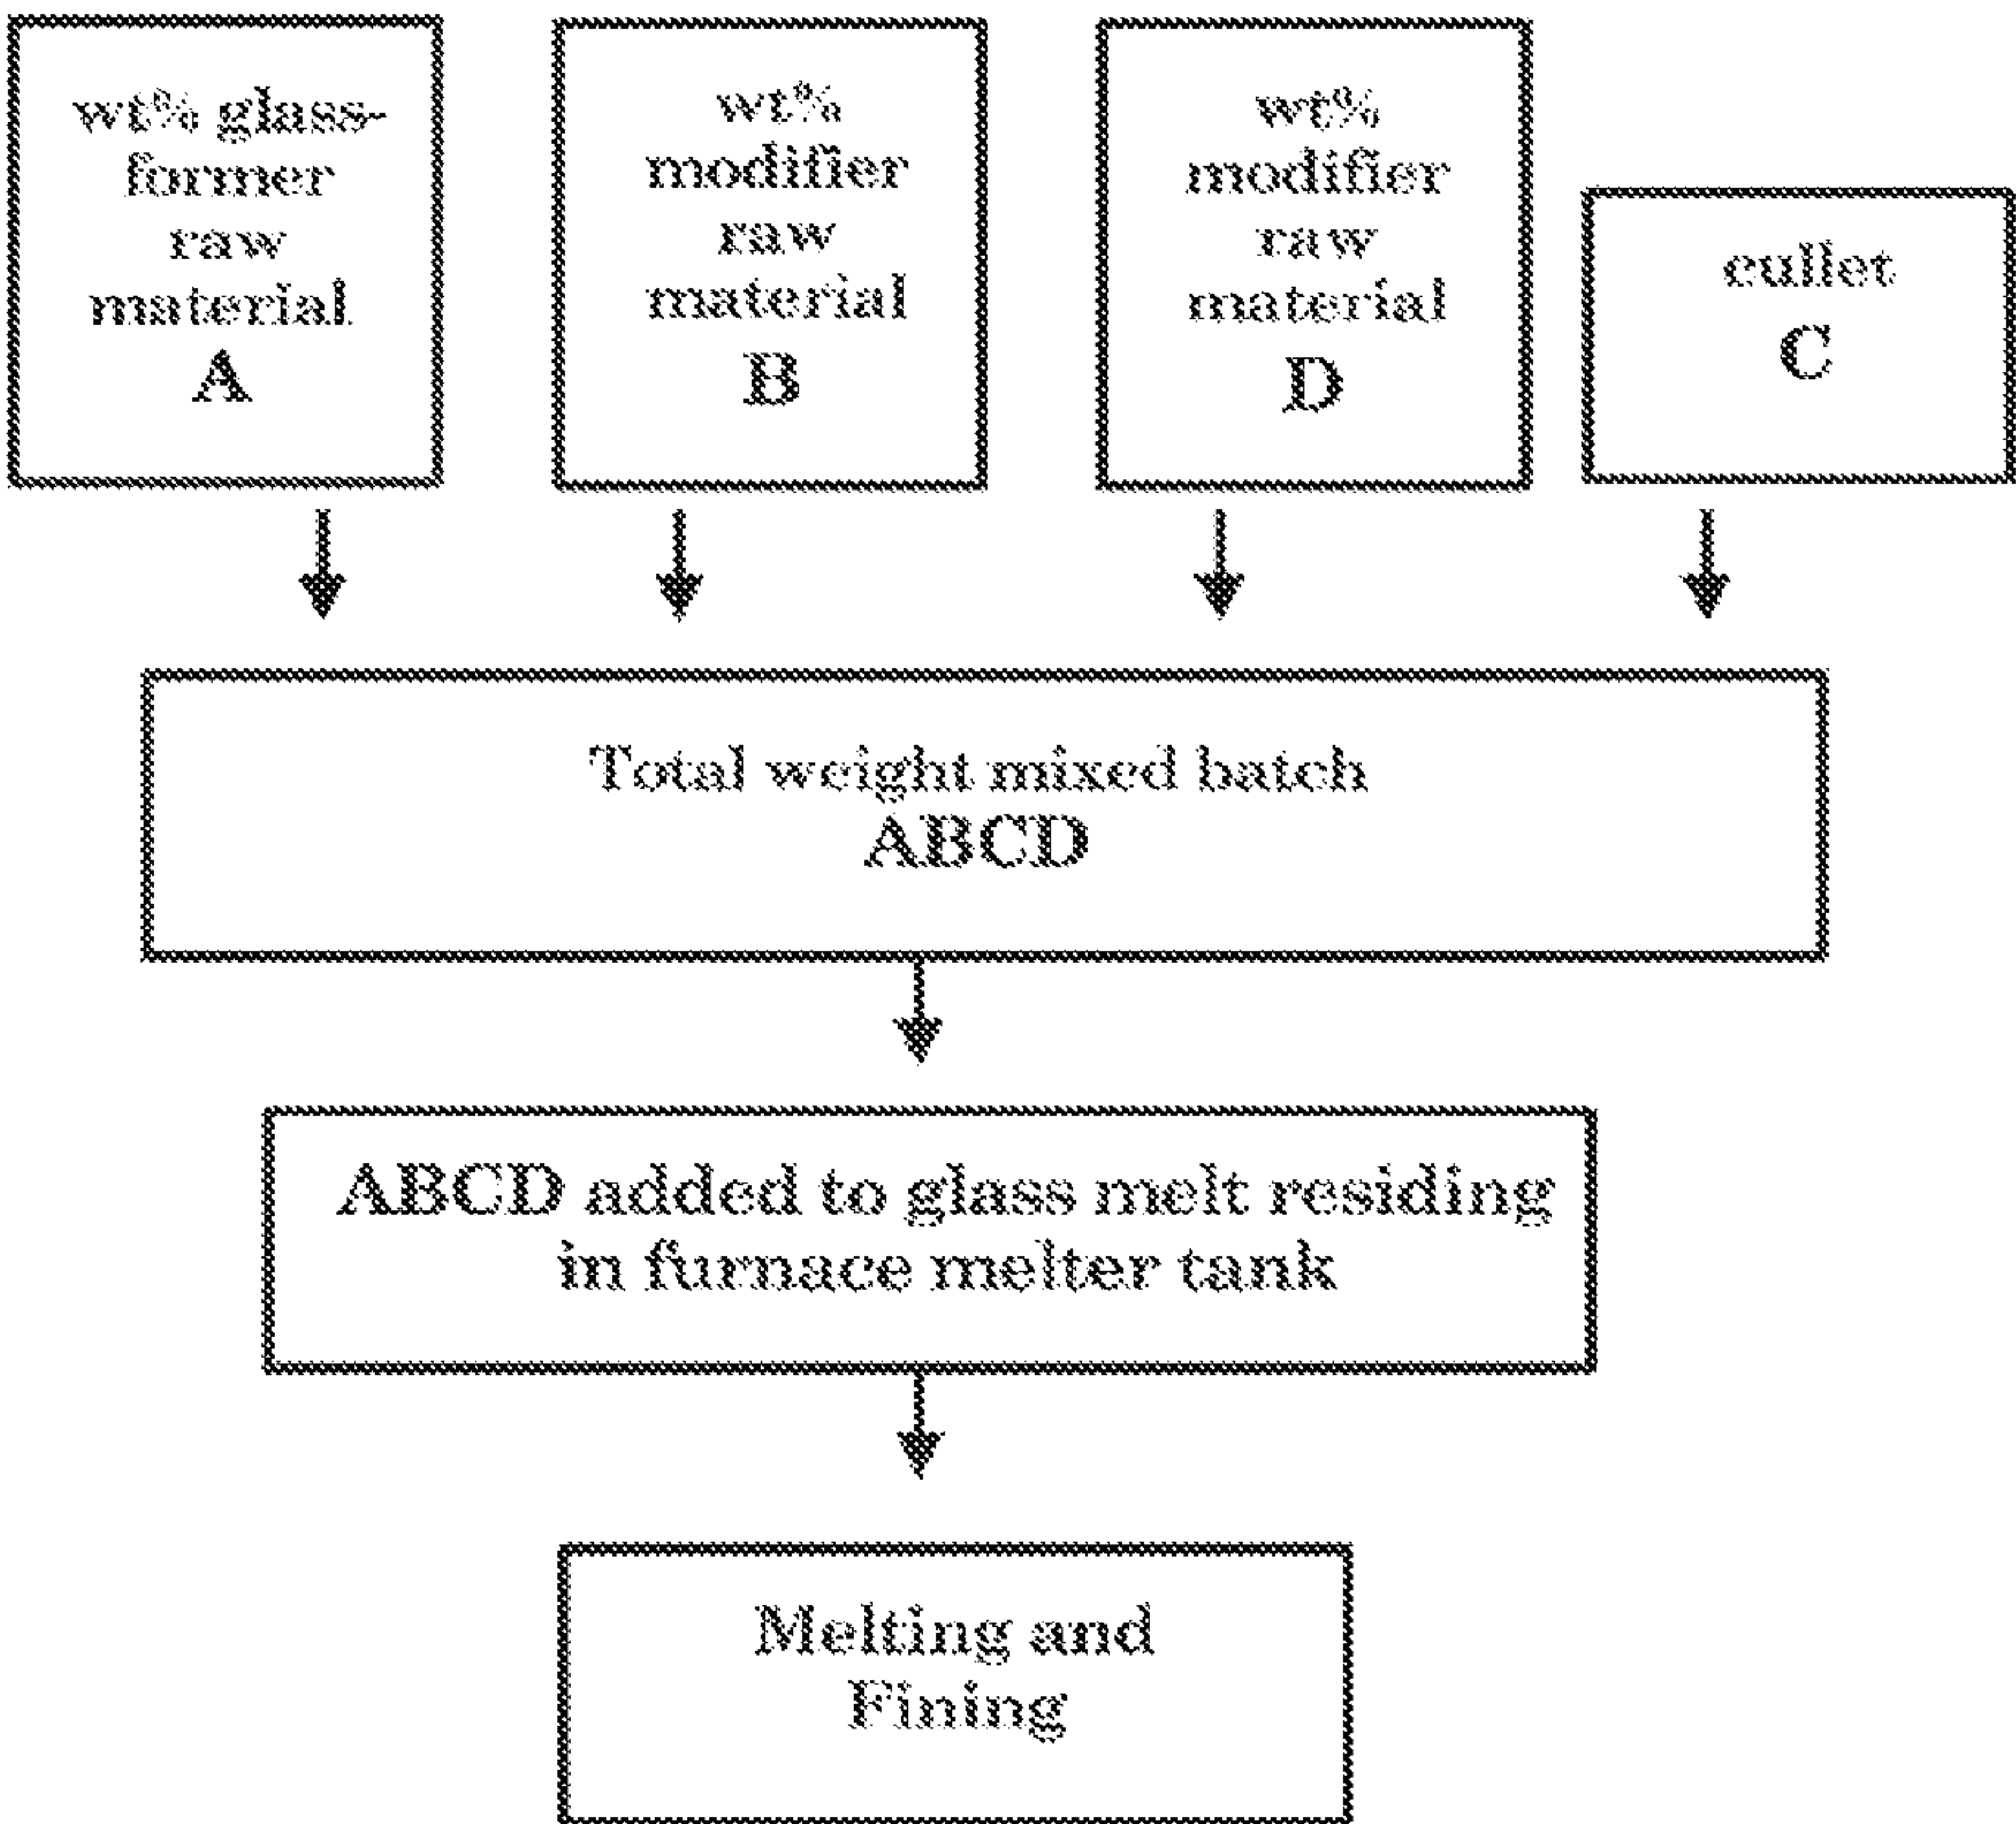 wt% glass-
former
raw
material
A
wt%
modifier
raw
material
B
wt%
modifier
raw
material
D
cullet
C
Total weight mixed batch
ABCD
ABCD added to glass melt residing
in furnace melter tank
Melting and
Fining